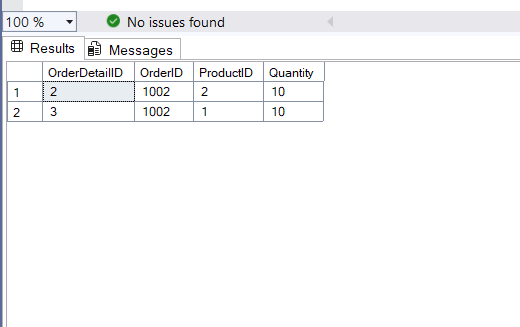 100 % No issues found
Results Messages
OrderDetailID OrderID ProductID Quantity
1 2 1002 2 10
2 3 1002 1 10